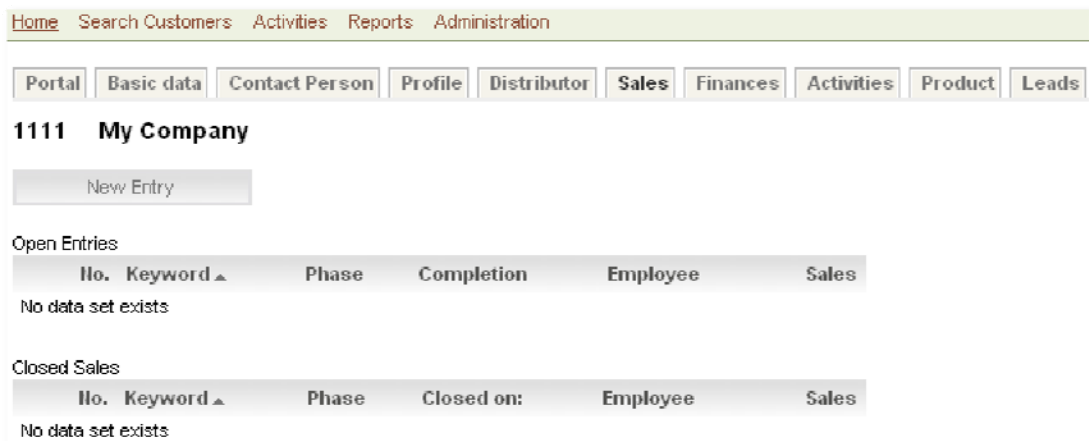 Home Search Customers Activities Reports Administration
Portal Basic data Contact Person Profile Distributor Sales Finances Activities Product Leads
1111 My Company
New Entry
Open Entries
No. Keyword Phase Completion Employee Sales
No data set exists
Closed Sales
No. Keyword Phase Closed on: Employee Sales
No data set exists